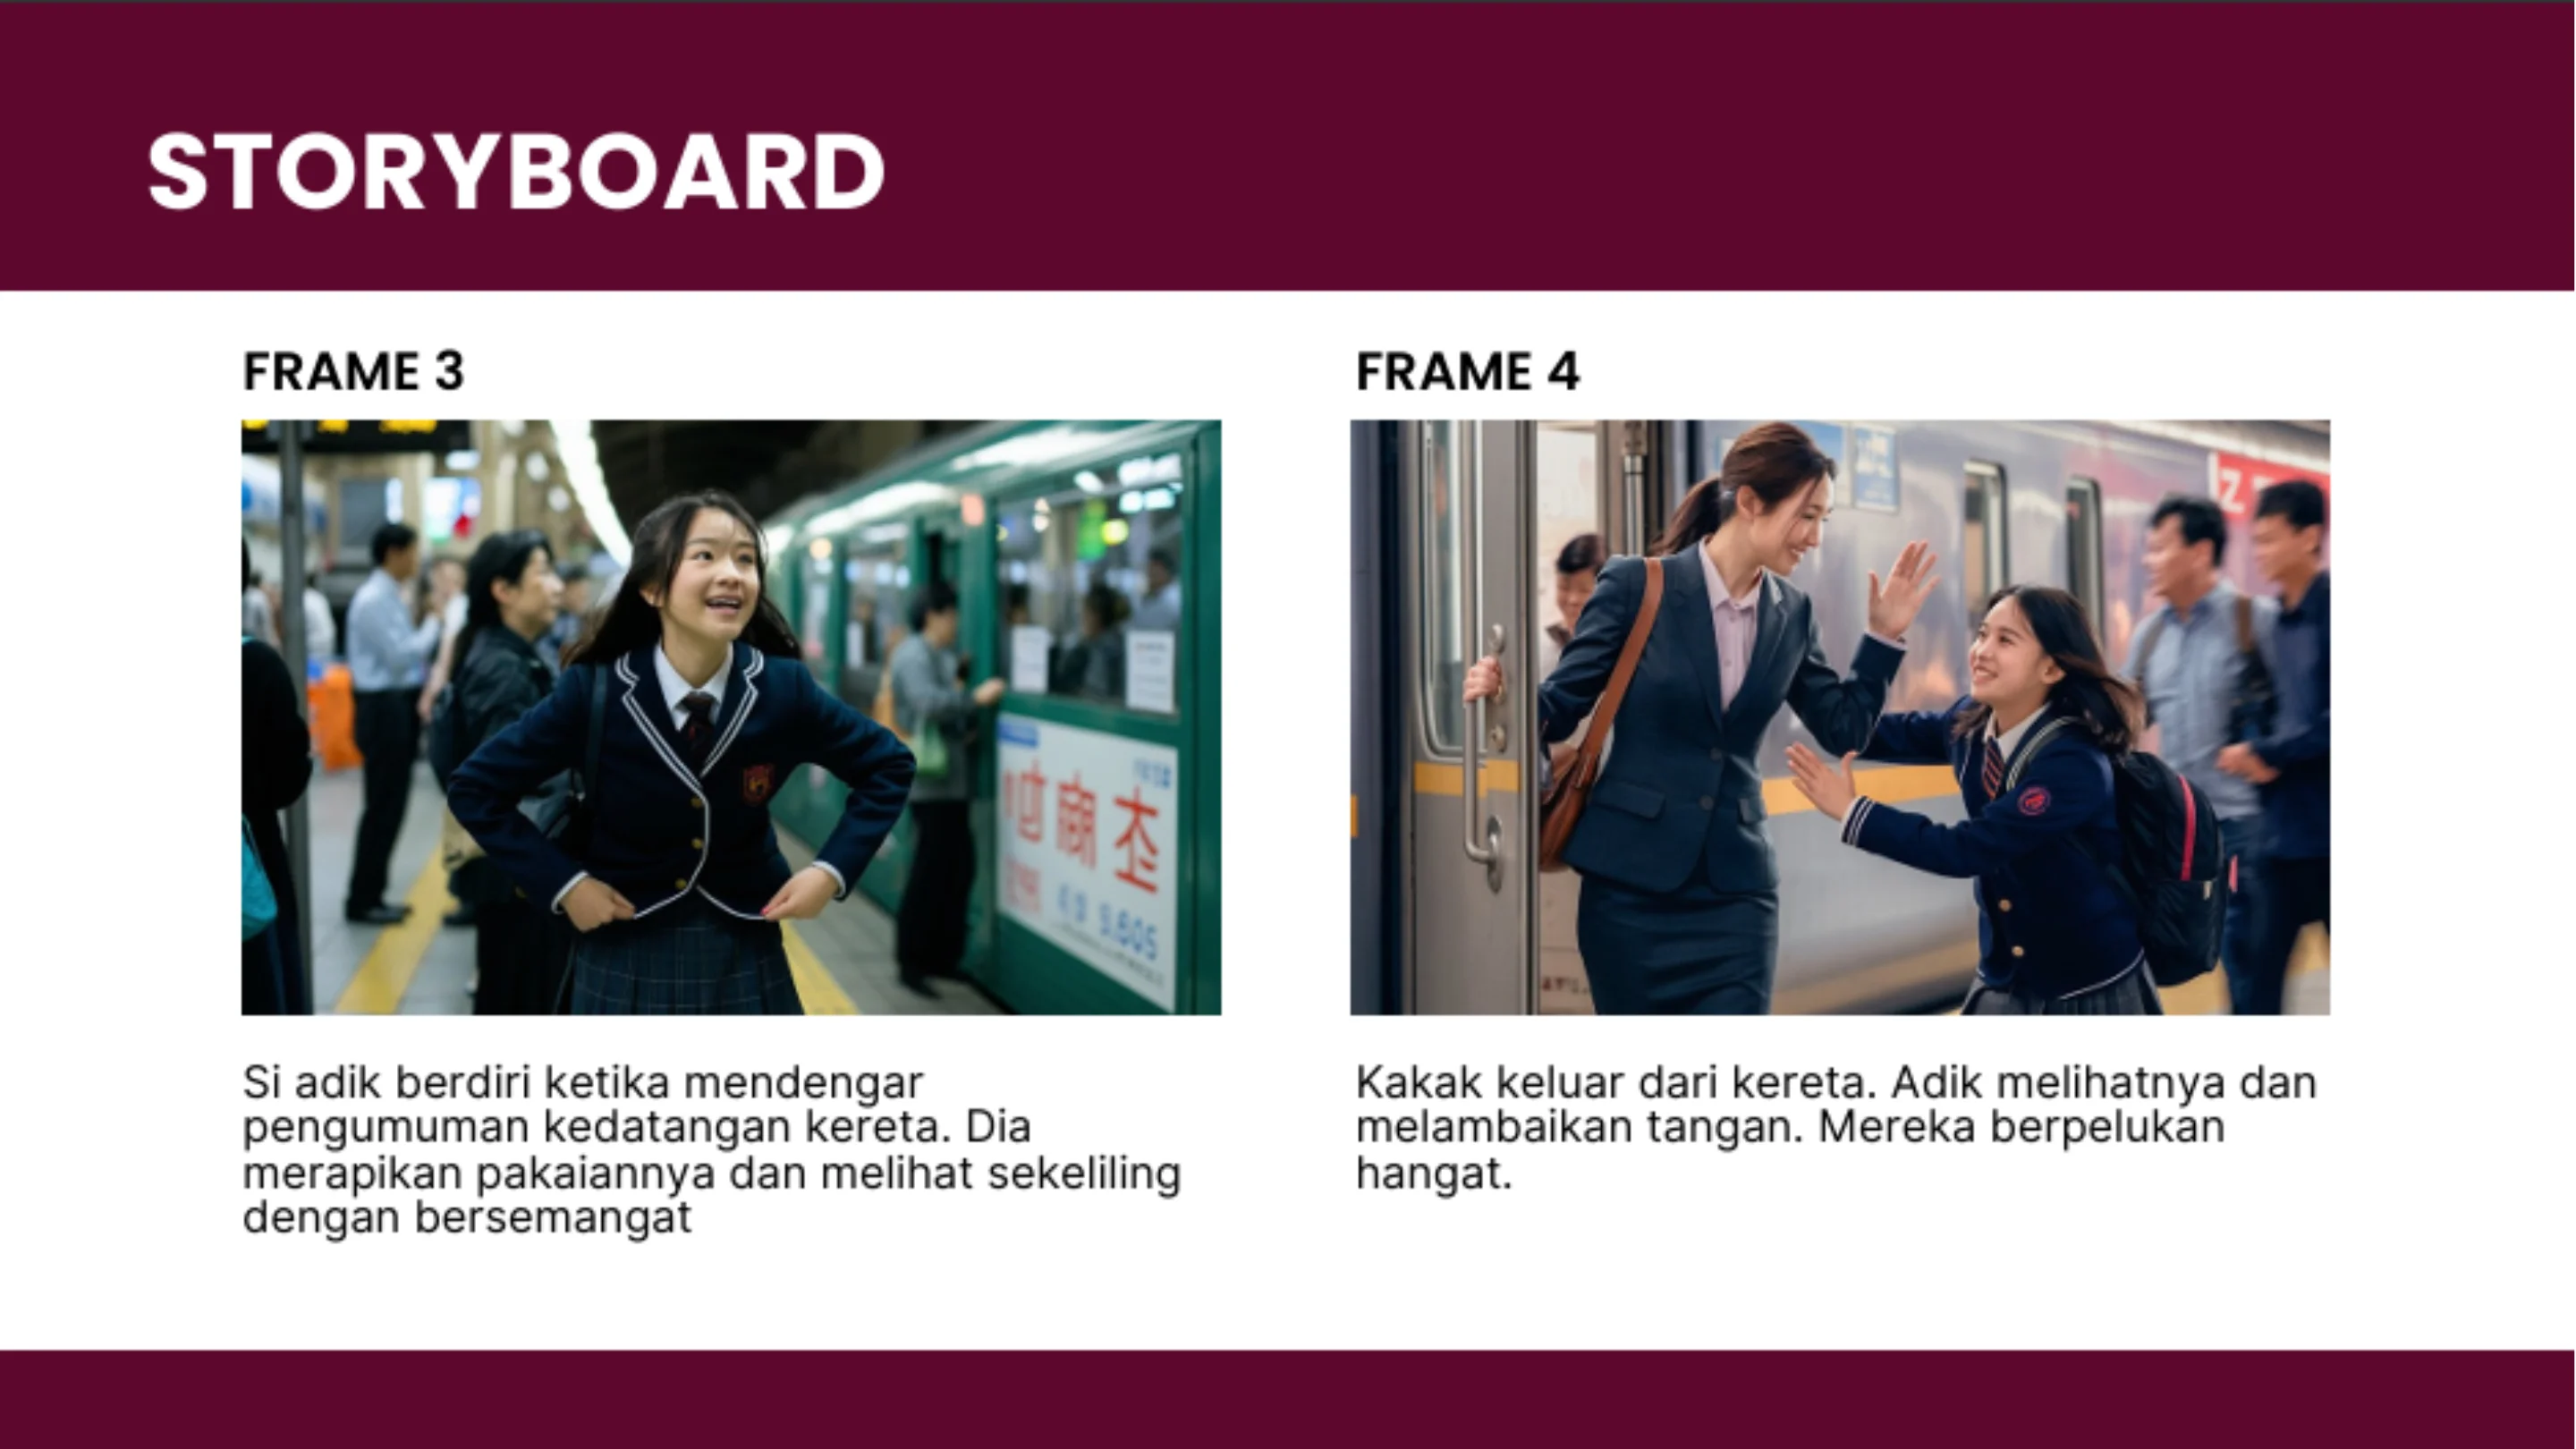 STORYBOARD
FRAME 3
Si adik berdiri ketika mendengar
pengumuman kedatangan kereta. Dia
merapikan pakaiannya dan melihat sekeliling
dengan bersemangat
FRAME 4
Kakak keluar dari kereta. Adik melihatnya dan
melambaikan tangan. Mereka berpelukan
hangat.